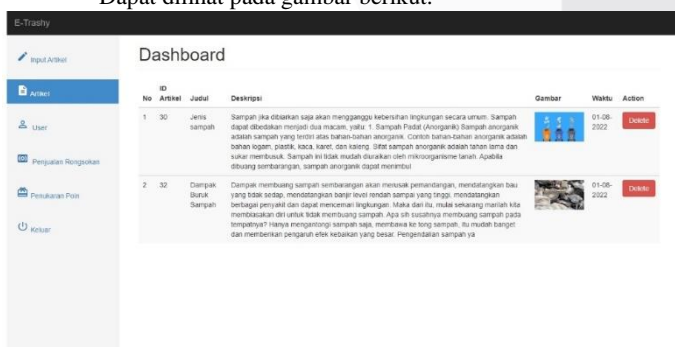 Dapat dilihat pada gambar berikut:
E-Trashy
Input Artikel
Artikel
User
Penjualan Rongsokan
Penukaran Poin
Keluar
Dashboard
No ID Artikel Judul Deskripsi Gambar Waktu Action
1 30 Jenis sampah
Sampah jika dibiarkan saja akan mengganggu kebersihan lingkungan secara umum. Sampah
dapat dibedakan menjadi dua macam, yaitu: 1. Sampah Padat (Anorganik) Sampah anorganik
adalah sampah yang terdiri atas bahan-bahan anorganik. Contoh bahan-bahan anorganik adalah
bahan logam, plastik, kaca, karet, dan kaleng. Sifat sampah anorganik adalah tahan lama dan
sukar membusuk. Sampah ini tidak mudah diuraikan oleh mikroorganisme tanah. Apabila
dibuang sembarangan, sampah anorganik dapat menimbul
01-08-2022
Delete
2 32 Dampak Buruk Sampah
Dampak membuang sampah sembarangan akan merusak pemandangan, mendatangkan bau
yang tidak sedap, mendatangkan banjir level rendah sampai yang tinggi, mendatangkan
berbagai penyakit dan dapat mencemari lingkungan. Maka dari itu, mulai sekarang marilah kita
membiasakan diri untuk tidak membuang sampah. Apa sih susahnya membuang sampah pada
tempatnya? Hanya mengantongi sampah saja, membawa ke tong sampah, itu mudah banget
dan memberikan pengaruh efek kebaikan yang besar. Pengendalian sampah ya
01-08-2022
Delete